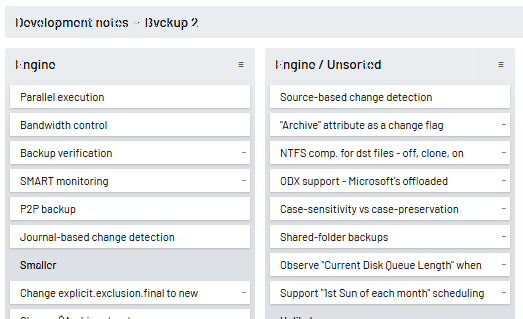 Development notes - Bvckup 2
Engine
Parallel execution
Bandwidth control
Backup verification
SMART monitoring
P2P backup
Journal-based change detection
Smaller
Change explicit.exclusion.final to new
Engine / Unsorted
Source-based change detection
"Archive" attribute as a change flag
NTFS comp. for dst files - off, clone, on
ODX support - Microsoft's offloaded
Case-sensitivity vs case-preservation
Shared-folder backups
Observe "Current Disk Queue Length" when
Support "1st Sun of each month" scheduling